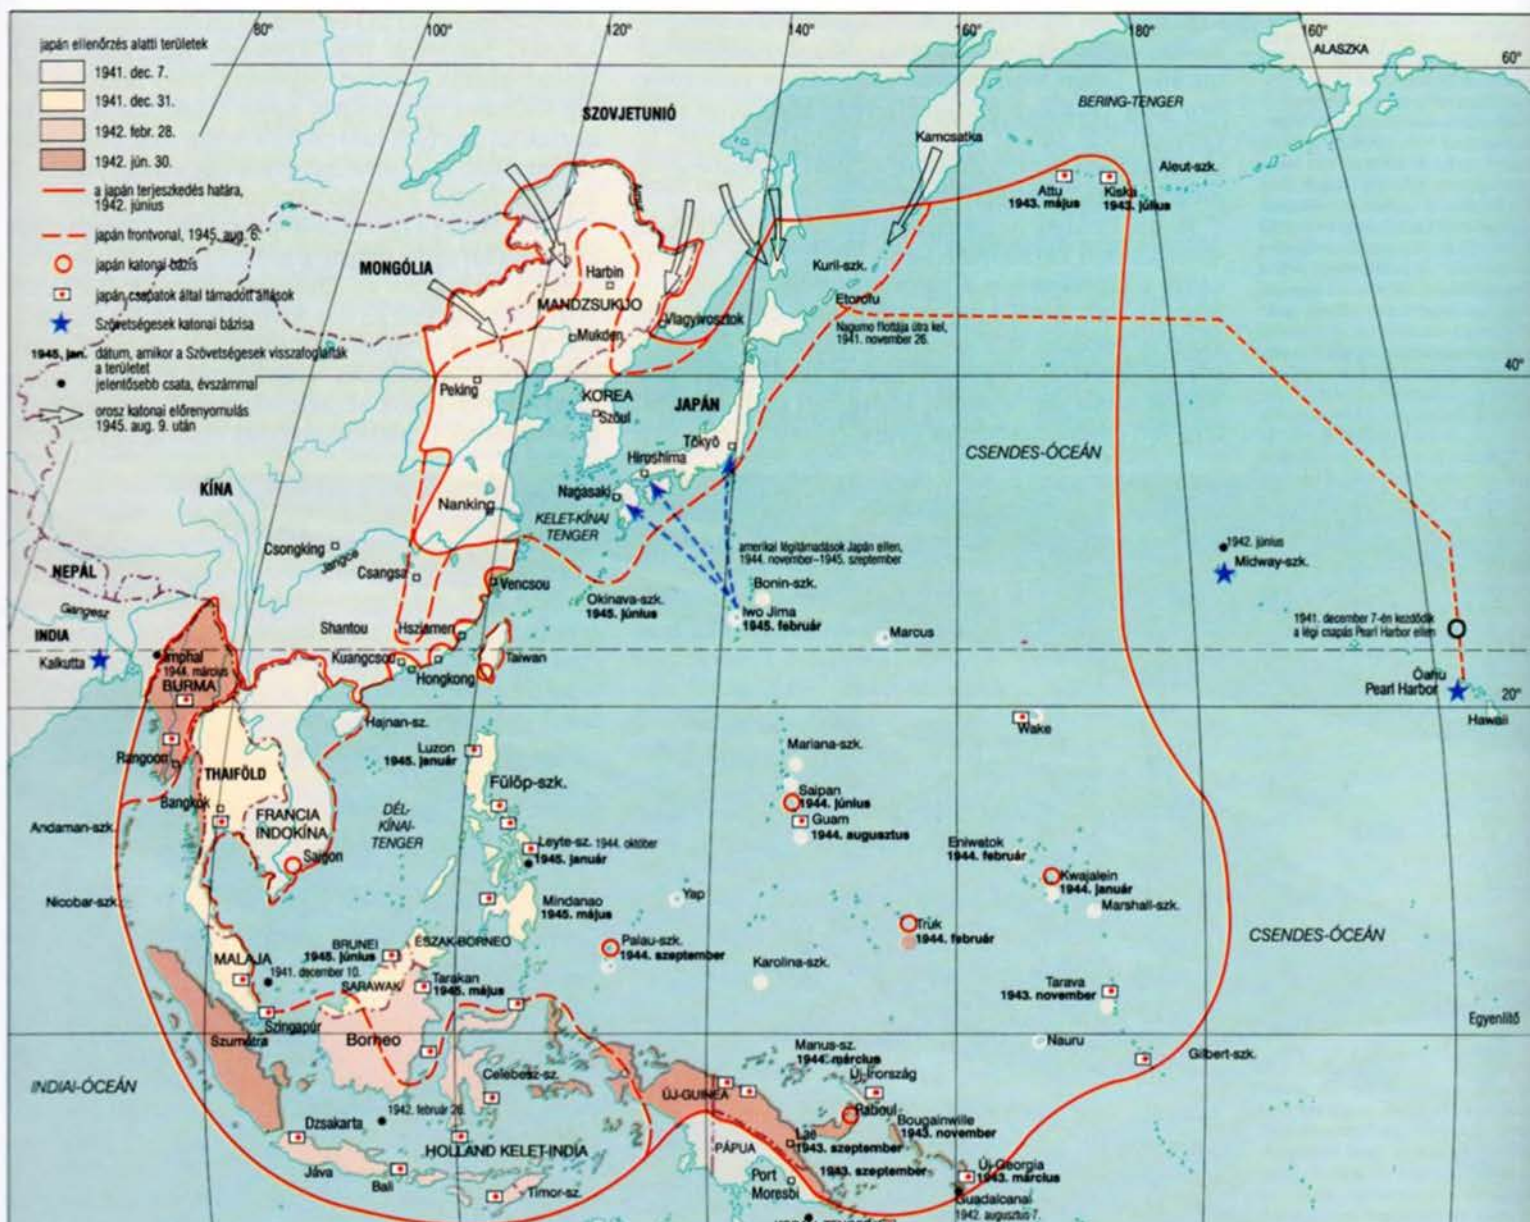 80°
100°
120°
140°
160°
180°
160°
60°
40°
20°
japán ellenőrzés alatti területek
1941. dec. 7.
1941. dec. 31.
1942. febr. 28.
1942. jún. 30.
a japán terjeszkedés határa,
1942. június
japán frontvonal, 1945. aug. 6.
japán katonai bázis
japán csapatok által támadott állások
Szövetségesek katonai bázisa
1945. jan.
dátum, amikor a Szövetségesek visszafoglalták
a területet
jelentősebb csata, évszámmal
orosz katonai előrenyomulás
1945. aug. 9. után
ALASZKA
BERING-TENGER
SZOVJETUNIÓ
Kamcsatka
Aleut-szk.
Attu
1943. május
Kiska
1943. július
Amur
MONGÓLIA
Harbin
MANDZSUKUO
Mukden
Vlagyivosztok
Kuril-szk.
Etorofu
Nagumo flottája útra kel,
1941. november 26.
Peking
KOREA
Szöul
JAPÁN
Tōkyō
Hiroshima
Nagasaki
CSENDES-ÓCEÁN
KÍNA
Nanking
KELET-KÍNAI
TENGER
Csongking
Jangce
Csangsa
Vencsou
amerikai légitámadások Japán ellen,
1944. november–1945. szeptember
Bonin-szk.
1942. június
Midway-szk.
NEPÁL
Gangesz
INDIA
Kalkutta
Okinava-szk.
1945. június
Iwo Jima
1945. február
Marcus
1941. december 7-én kezdődik
a légi csapás Pearl Harbor ellen
Shantou
Hsziamen
Kuangcsou
Hongkong
Taiwan
Imphal
1944. március
BURMA
Ōahu
Pearl Harbor
Hawaii
Hajnan-sz.
Rangoon
THAIFÖLD
Bangkok
Luzon
1945. január
Fülöp-szk.
Mariana-szk.
Wake
Saipan
1944. június
Guam
1944. augusztus
Andaman-szk.
FRANCIA
INDOKÍNA
Saigon
DÉL-
KÍNAI-
TENGER
Leyte-sz. 1944. október
1945. január
Eniwetok
1944. február
Kwajalein
1944. január
Marshall-szk.
Nicobar-szk.
Mindanao
1945. május
Yap
Truk
1944. február
CSENDES-ÓCEÁN
BRUNEI
1945. június
ÉSZAK-BORNEO
Palau-szk.
1944. szeptember
Karolina-szk.
MALAJA
1941. december 10.
SARAWAK
Tarakan
1945. május
Tarava
1943. november
Szingapúr
Szumátra
Borneo
Egyenlítő
Nauru
Gilbert-szk.
Manus-sz.
1944. március
Új-Írország
INDIAI-ÓCEÁN
Celebesz-sz.
ÚJ-GUINEA
Raboul
Bougainville
1943. november
Dzsakarta
1942. február 26.
HOLLAND KELET-INDIA
PÁPUA
Lae
1943. szeptember
1943. szeptember
Jáva
Bali
Timor-sz.
Port
Moresbi
Új-Georgia
1943. március
Guadalcanal
1942. augusztus 7.